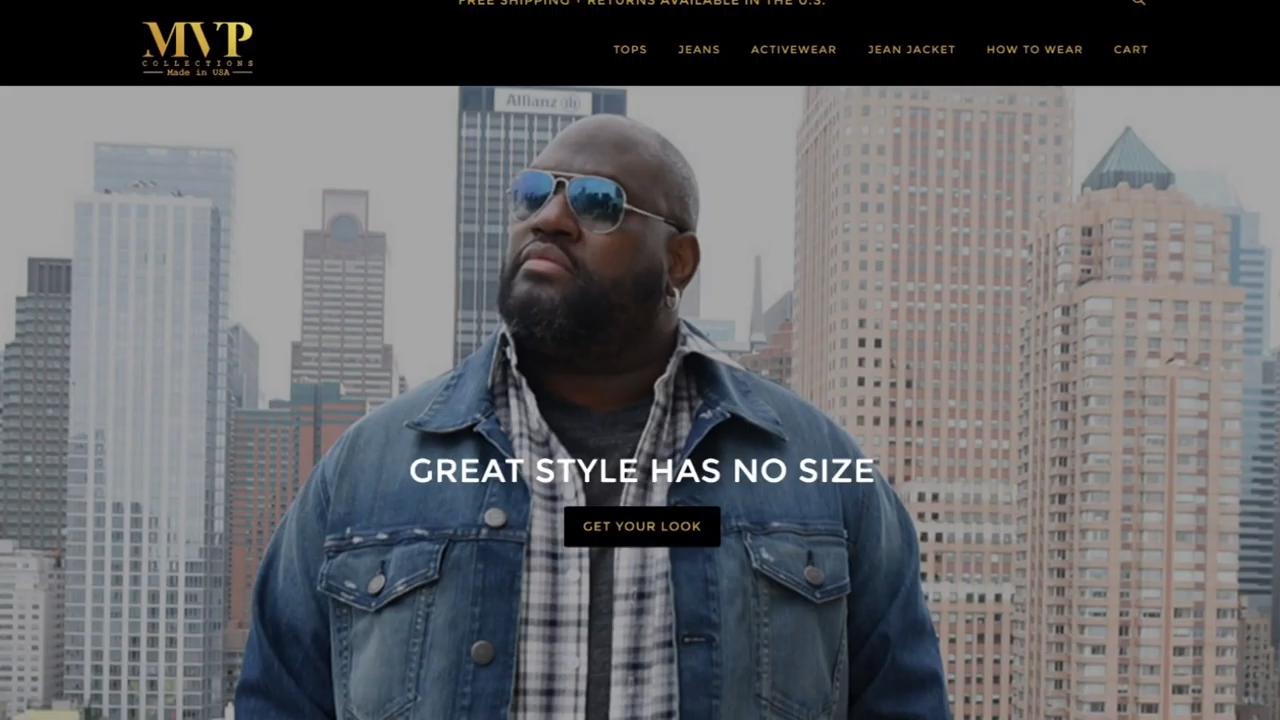 FREE SHIPPING + RETURNS AVAILABLE IN THE U.S.
MVP
COLLECTIONS
Made in USA
TOPS
JEANS
ACTIVEWEAR
JEAN JACKET
HOW TO WEAR
CART
Allianz
GREAT STYLE HAS NO SIZE
GET YOUR LOOK